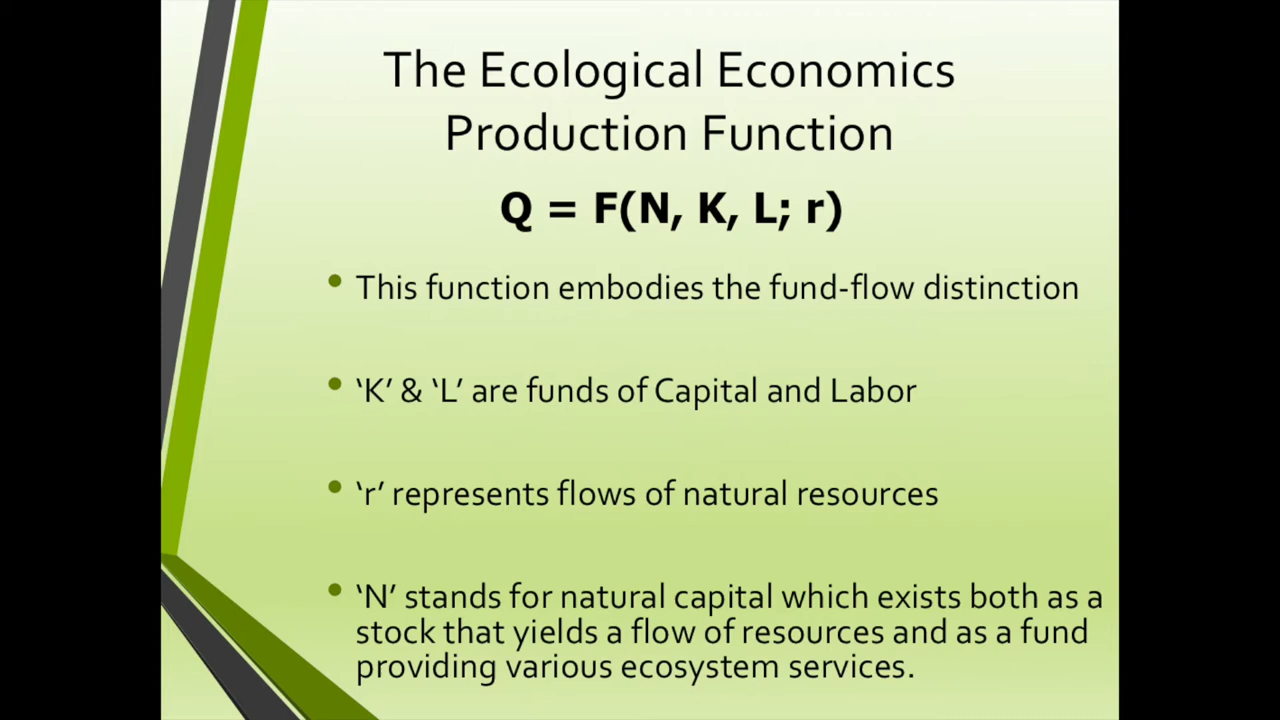 The Ecological Economics
Production Function
Q = F(N, K, L; r)
• This function embodies the fund-flow distinction
• ‘K’ & ‘L’ are funds of Capital and Labor
• ‘r’ represents flows of natural resources
• ‘N’ stands for natural capital which exists both as a
stock that yields a flow of resources and as a fund
providing various ecosystem services.